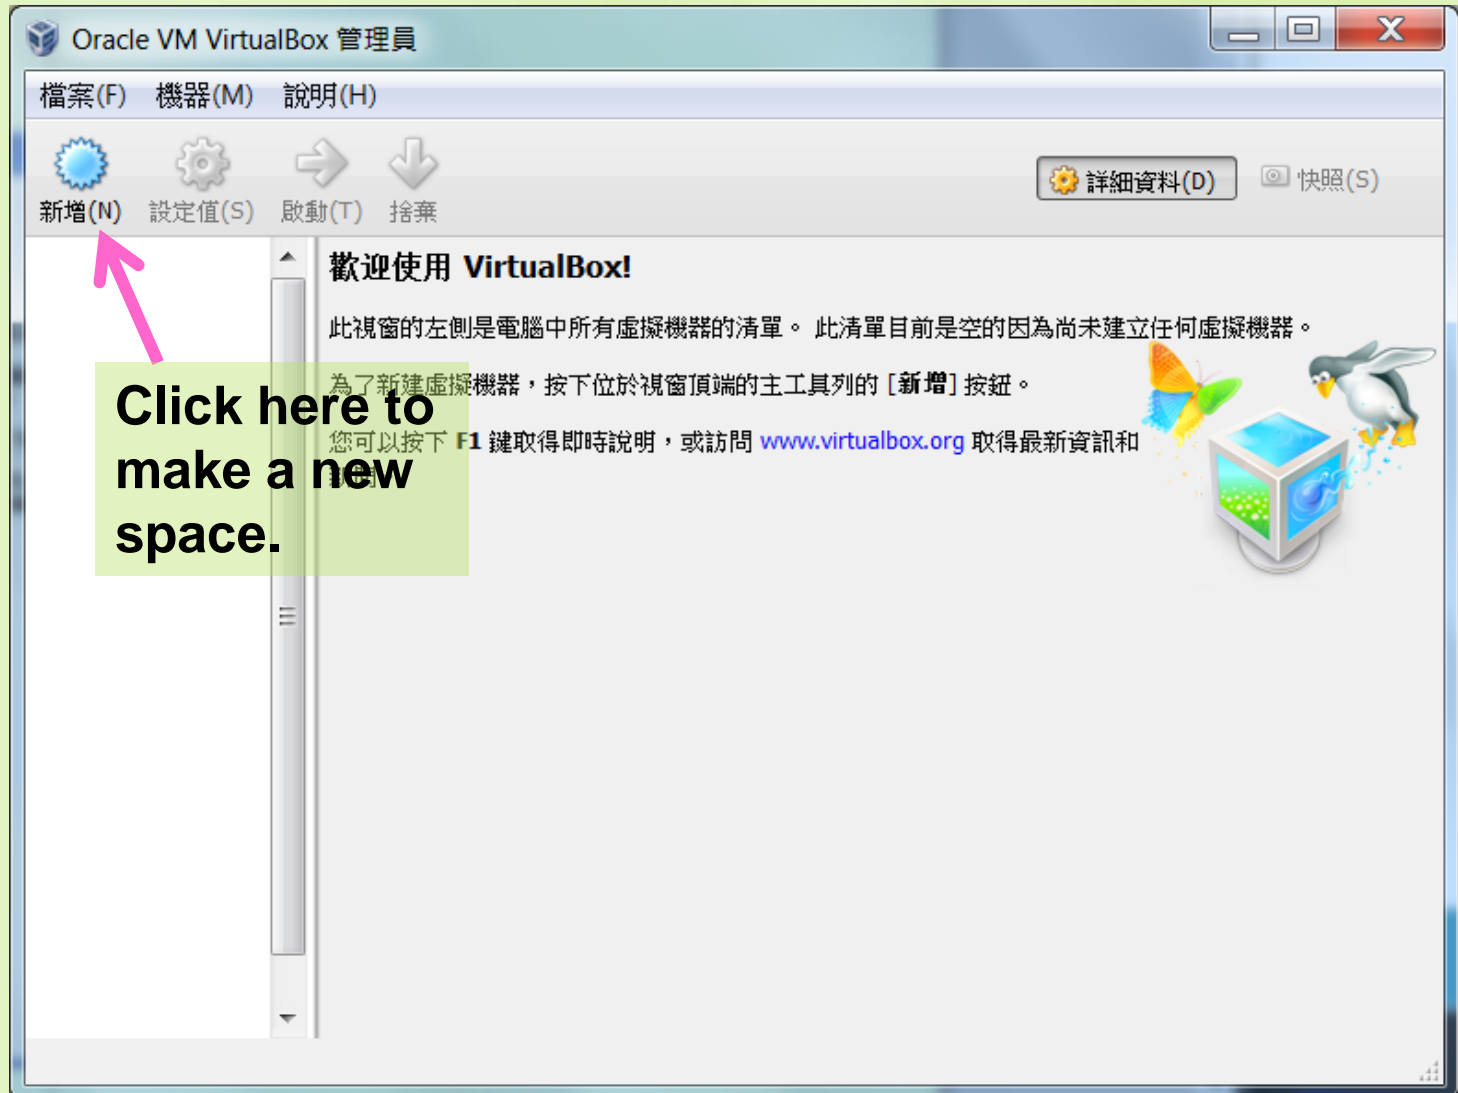 Oracle VM VirtualBox 管理員
檔案(F) 機器(M) 說明(H)
新增(N) 設定值(S) 啟動(T) 捨棄
詳細資料(D) 快照(S)
歡迎使用 VirtualBox!
此視窗的左側是電腦中所有虛擬機器的清單。 此清單目前是空的因為尚未建立任何虛擬機器。
為了新建虛擬機器，按下位於視窗頂端的主工具列的 [新增] 按鈕。
您可以按下 F1 鍵取得即時說明，或訪問 www.virtualbox.org 取得最新資訊和
新聞
Click here to
make a new
space.